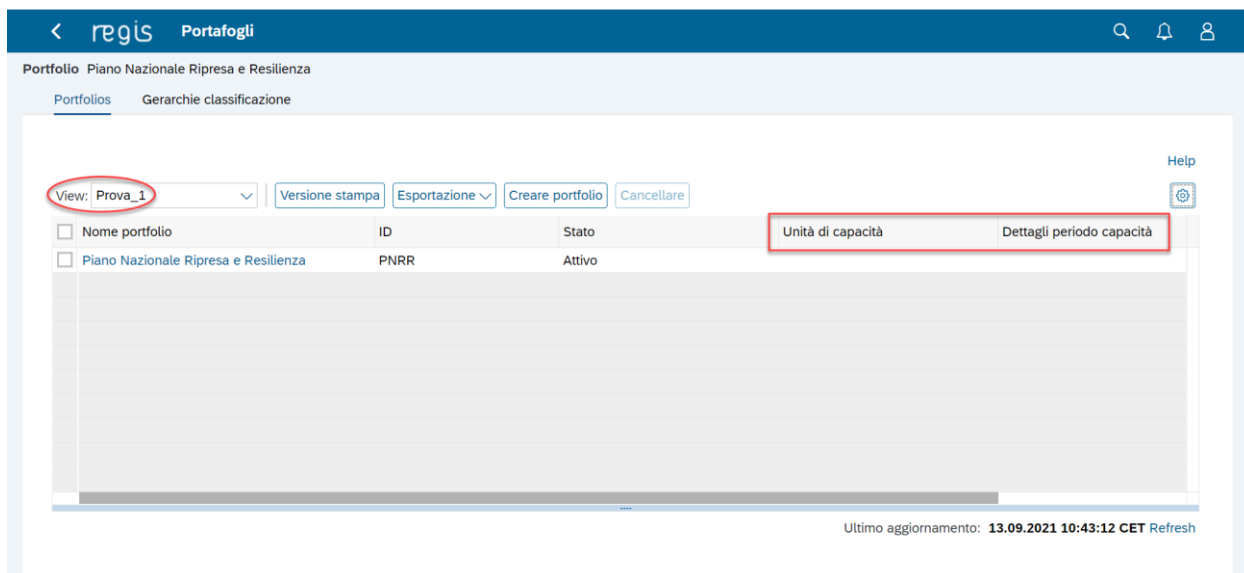 regis Portafogli
Portfolio Piano Nazionale Ripresa e Resilienza
Portfolios Gerarchie classificazione
Help
View: Prova_1 Versione stampa Esportazione Creare portfolio Cancellare
Nome portfolio ID Stato Unità di capacità Dettagli periodo capacità
Piano Nazionale Ripresa e Resilienza PNRR Attivo
Ultimo aggiornamento: 13.09.2021 10:43:12 CET Refresh